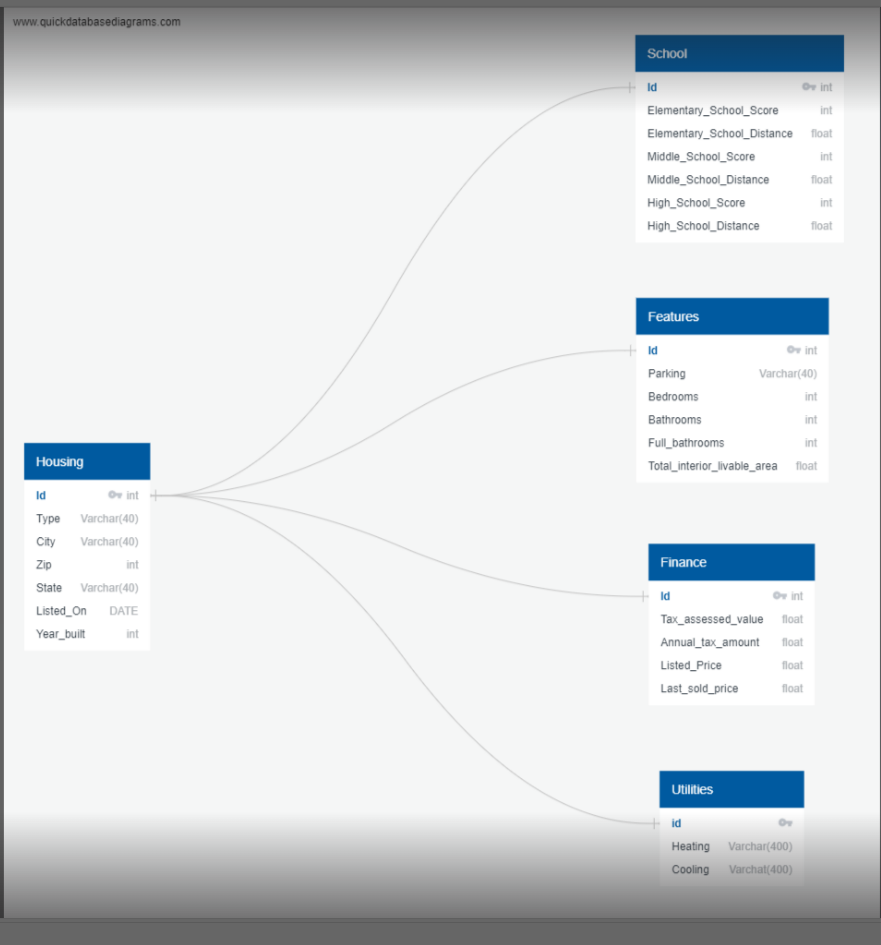 www.quickdatabasediagrams.com
School
Id int
Elementary_School_Score int
Elementary_School_Distance float
Middle_School_Score int
Middle_School_Distance float
High_School_Score int
High_School_Distance float
Features
Id int
Parking Varchar(40)
Bedrooms int
Bathrooms int
Full_bathrooms int
Total_interior_livable_area float
Housing
Id int
Type Varchar(40)
City Varchar(40)
Zip int
State Varchar(40)
Listed_On DATE
Year_built int
Finance
Id int
Tax_assessed_value float
Annual_tax_amount float
Listed_Price float
Last_sold_price float
Utilities
id
Heating Varchar(400)
Cooling Varchat(400)